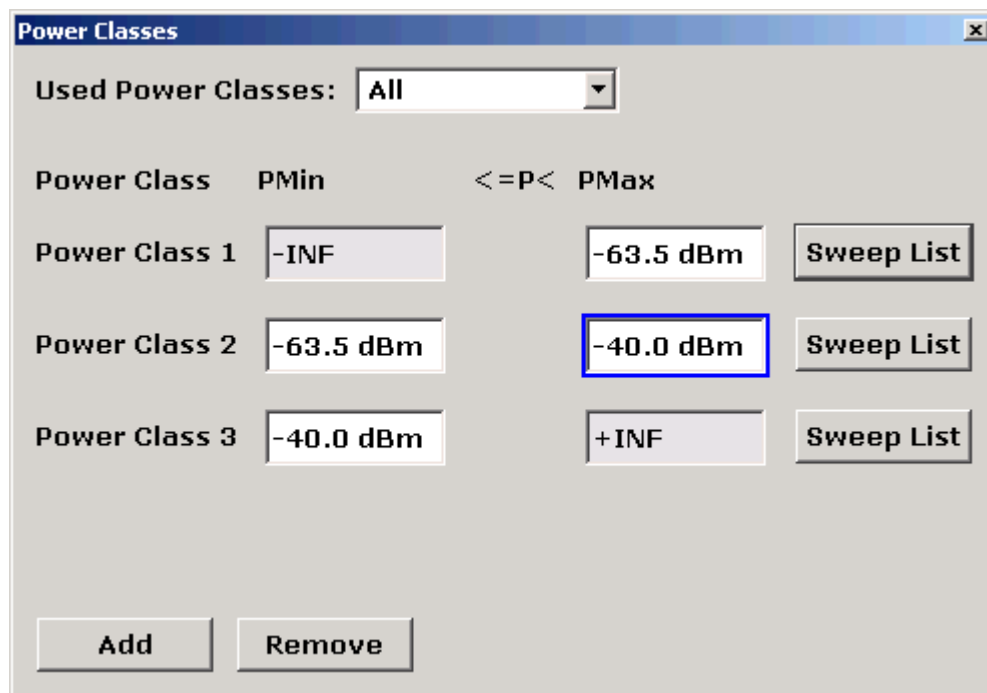 Power Classes
Used Power Classes: All
Power Class PMin <=P< PMax
Power Class 1 -INF -63.5 dBm Sweep List
Power Class 2 -63.5 dBm -40.0 dBm Sweep List
Power Class 3 -40.0 dBm +INF Sweep List
Add Remove